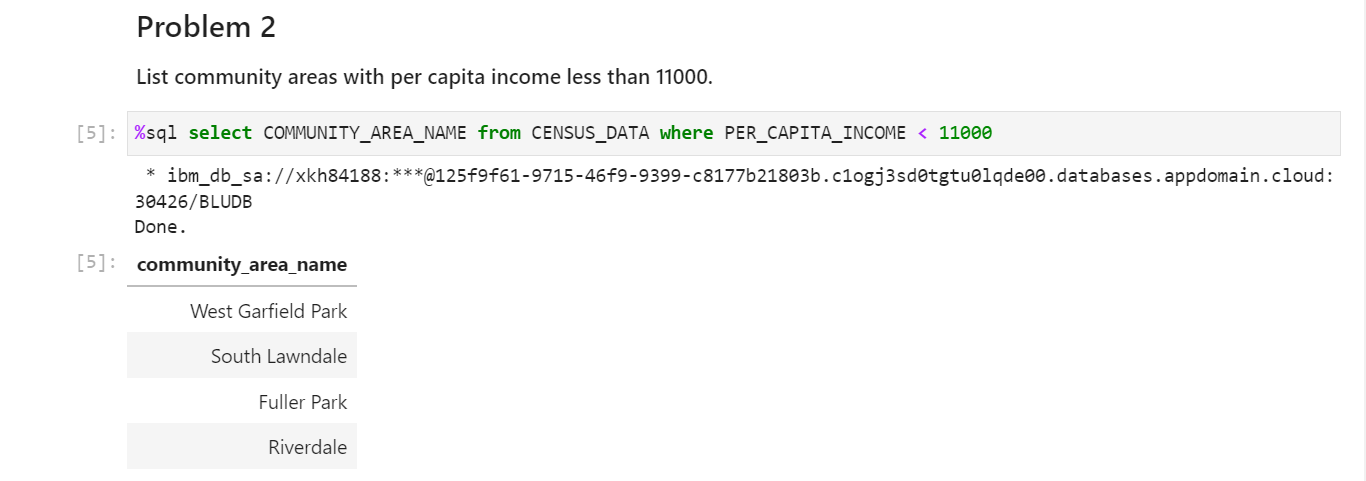 Problem 2
List community areas with per capita income less than 11000.
[5]: %sql select COMMUNITY_AREA_NAME from CENSUS_DATA where PER_CAPITA_INCOME < 11000
* ibm_db_sa://xkh84188:***@125f9f61-9715-46f9-9399-c8177b21803b.c1ogj3sd0tgtu0lqde00.databases.appdomain.cloud:
30426/BLUDB
Done.
[5]: community_area_name
West Garfield Park
South Lawndale
Fuller Park
Riverdale